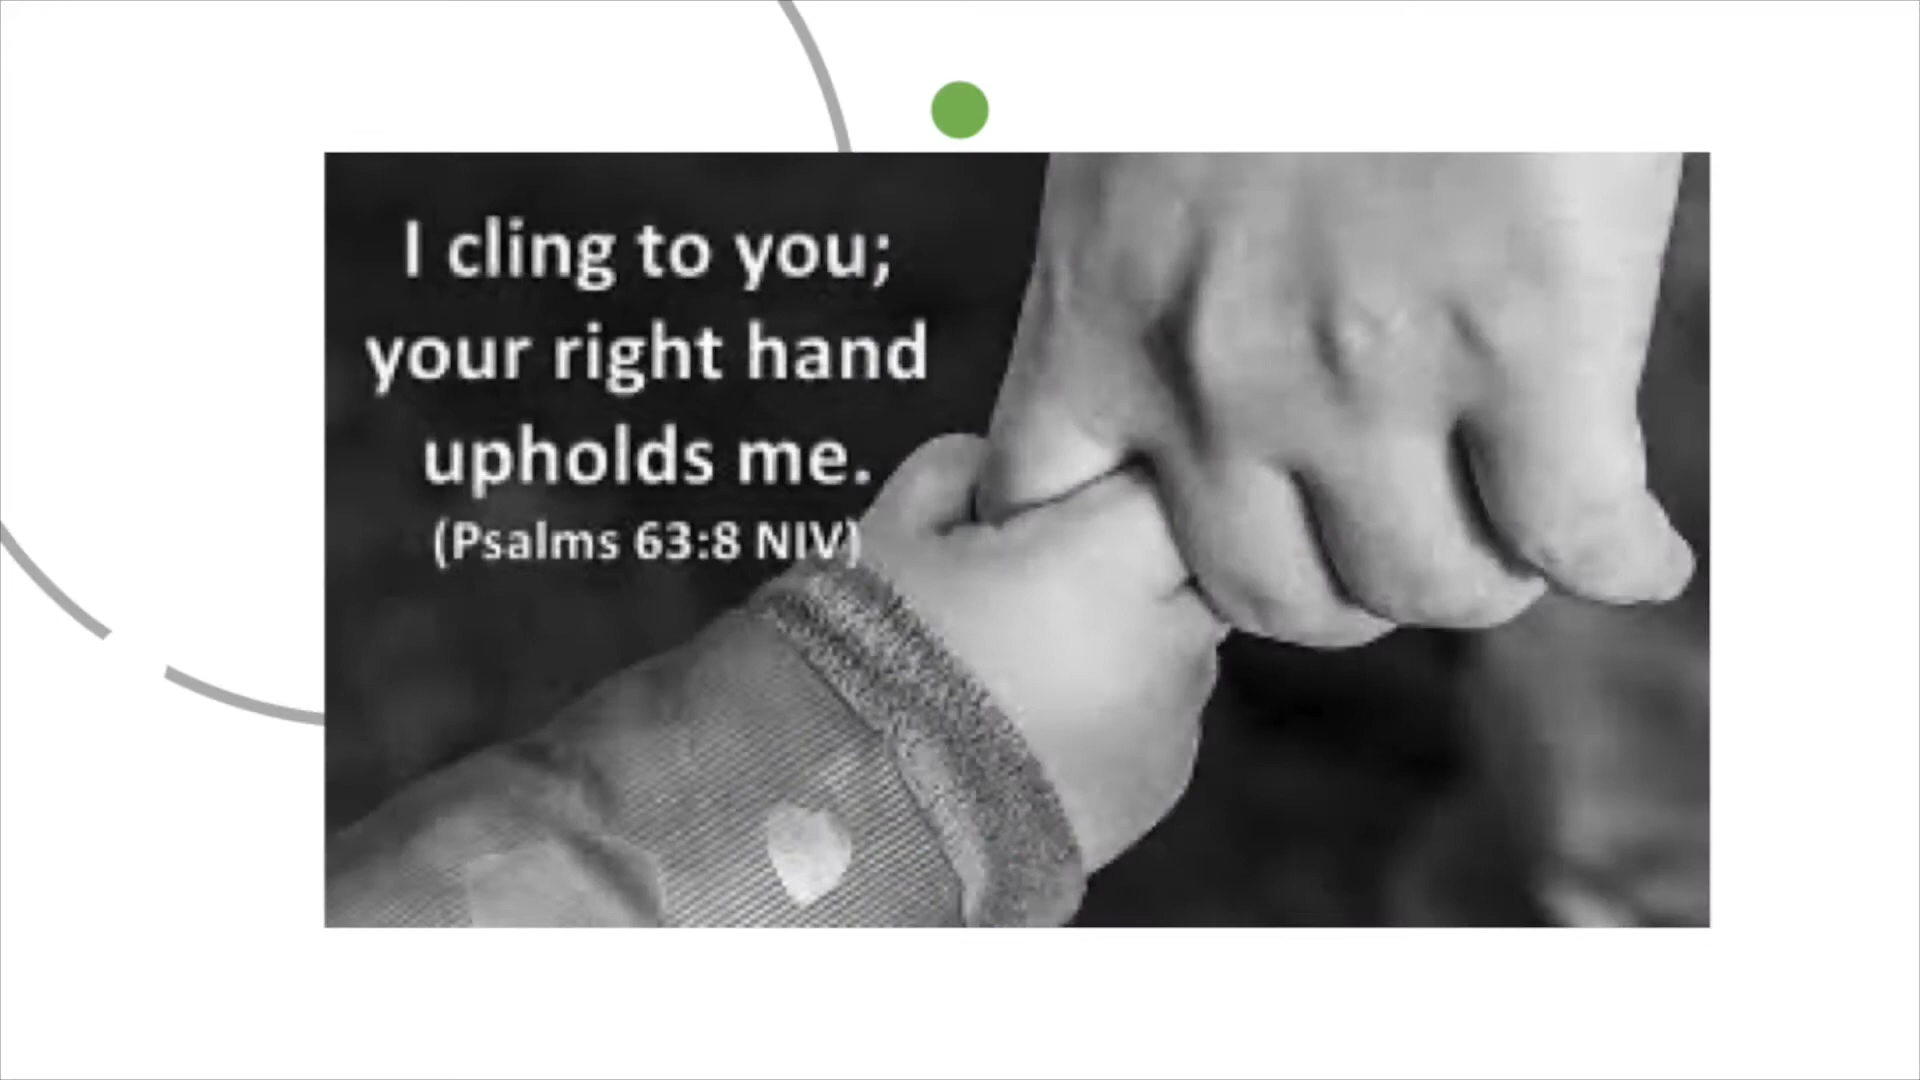 I cling to you;
your right hand
upholds me.
(Psalms 63:8 NIV)